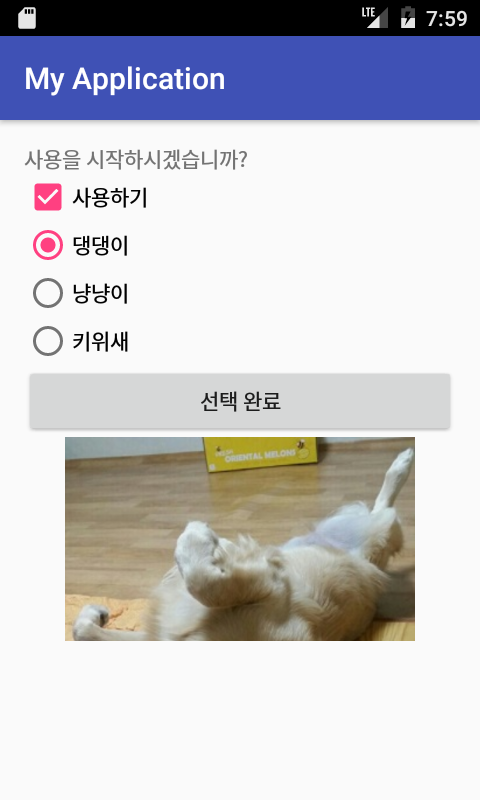 LTE 7:59
My Application
사용을 시작하시겠습니까?
사용하기
댕댕이
냥냥이
키위새
선택 완료
ORIENTAL MELONS